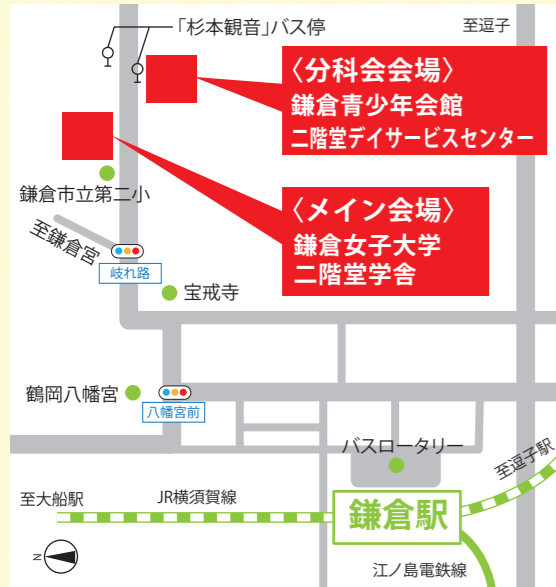 「杉本観音」バス停
至逗子
〈分科会会場〉
鎌倉青少年会館
二階堂デイサービスセンター
鎌倉市立第二小
〈メイン会場〉
鎌倉女子大学
二階堂学舎
至鎌倉宮
岐れ路
宝戒寺
鶴岡八幡宮
八幡宮前
バスロータリー
至逗子駅
至大船駅
JR横須賀線
鎌倉駅
N
江ノ島電鉄線